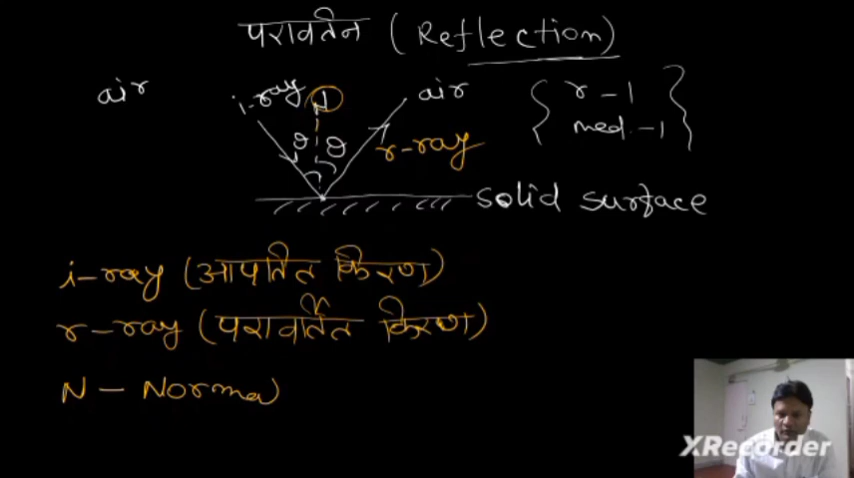 परावर्तन (Reflection)
air
i-ray
N
air
r-1
med.-1
θ θ
r-ray
solid surface
i-ray (आपतित किरण)
r-ray (परावर्तित किरण)
N - Normal
XRecorder